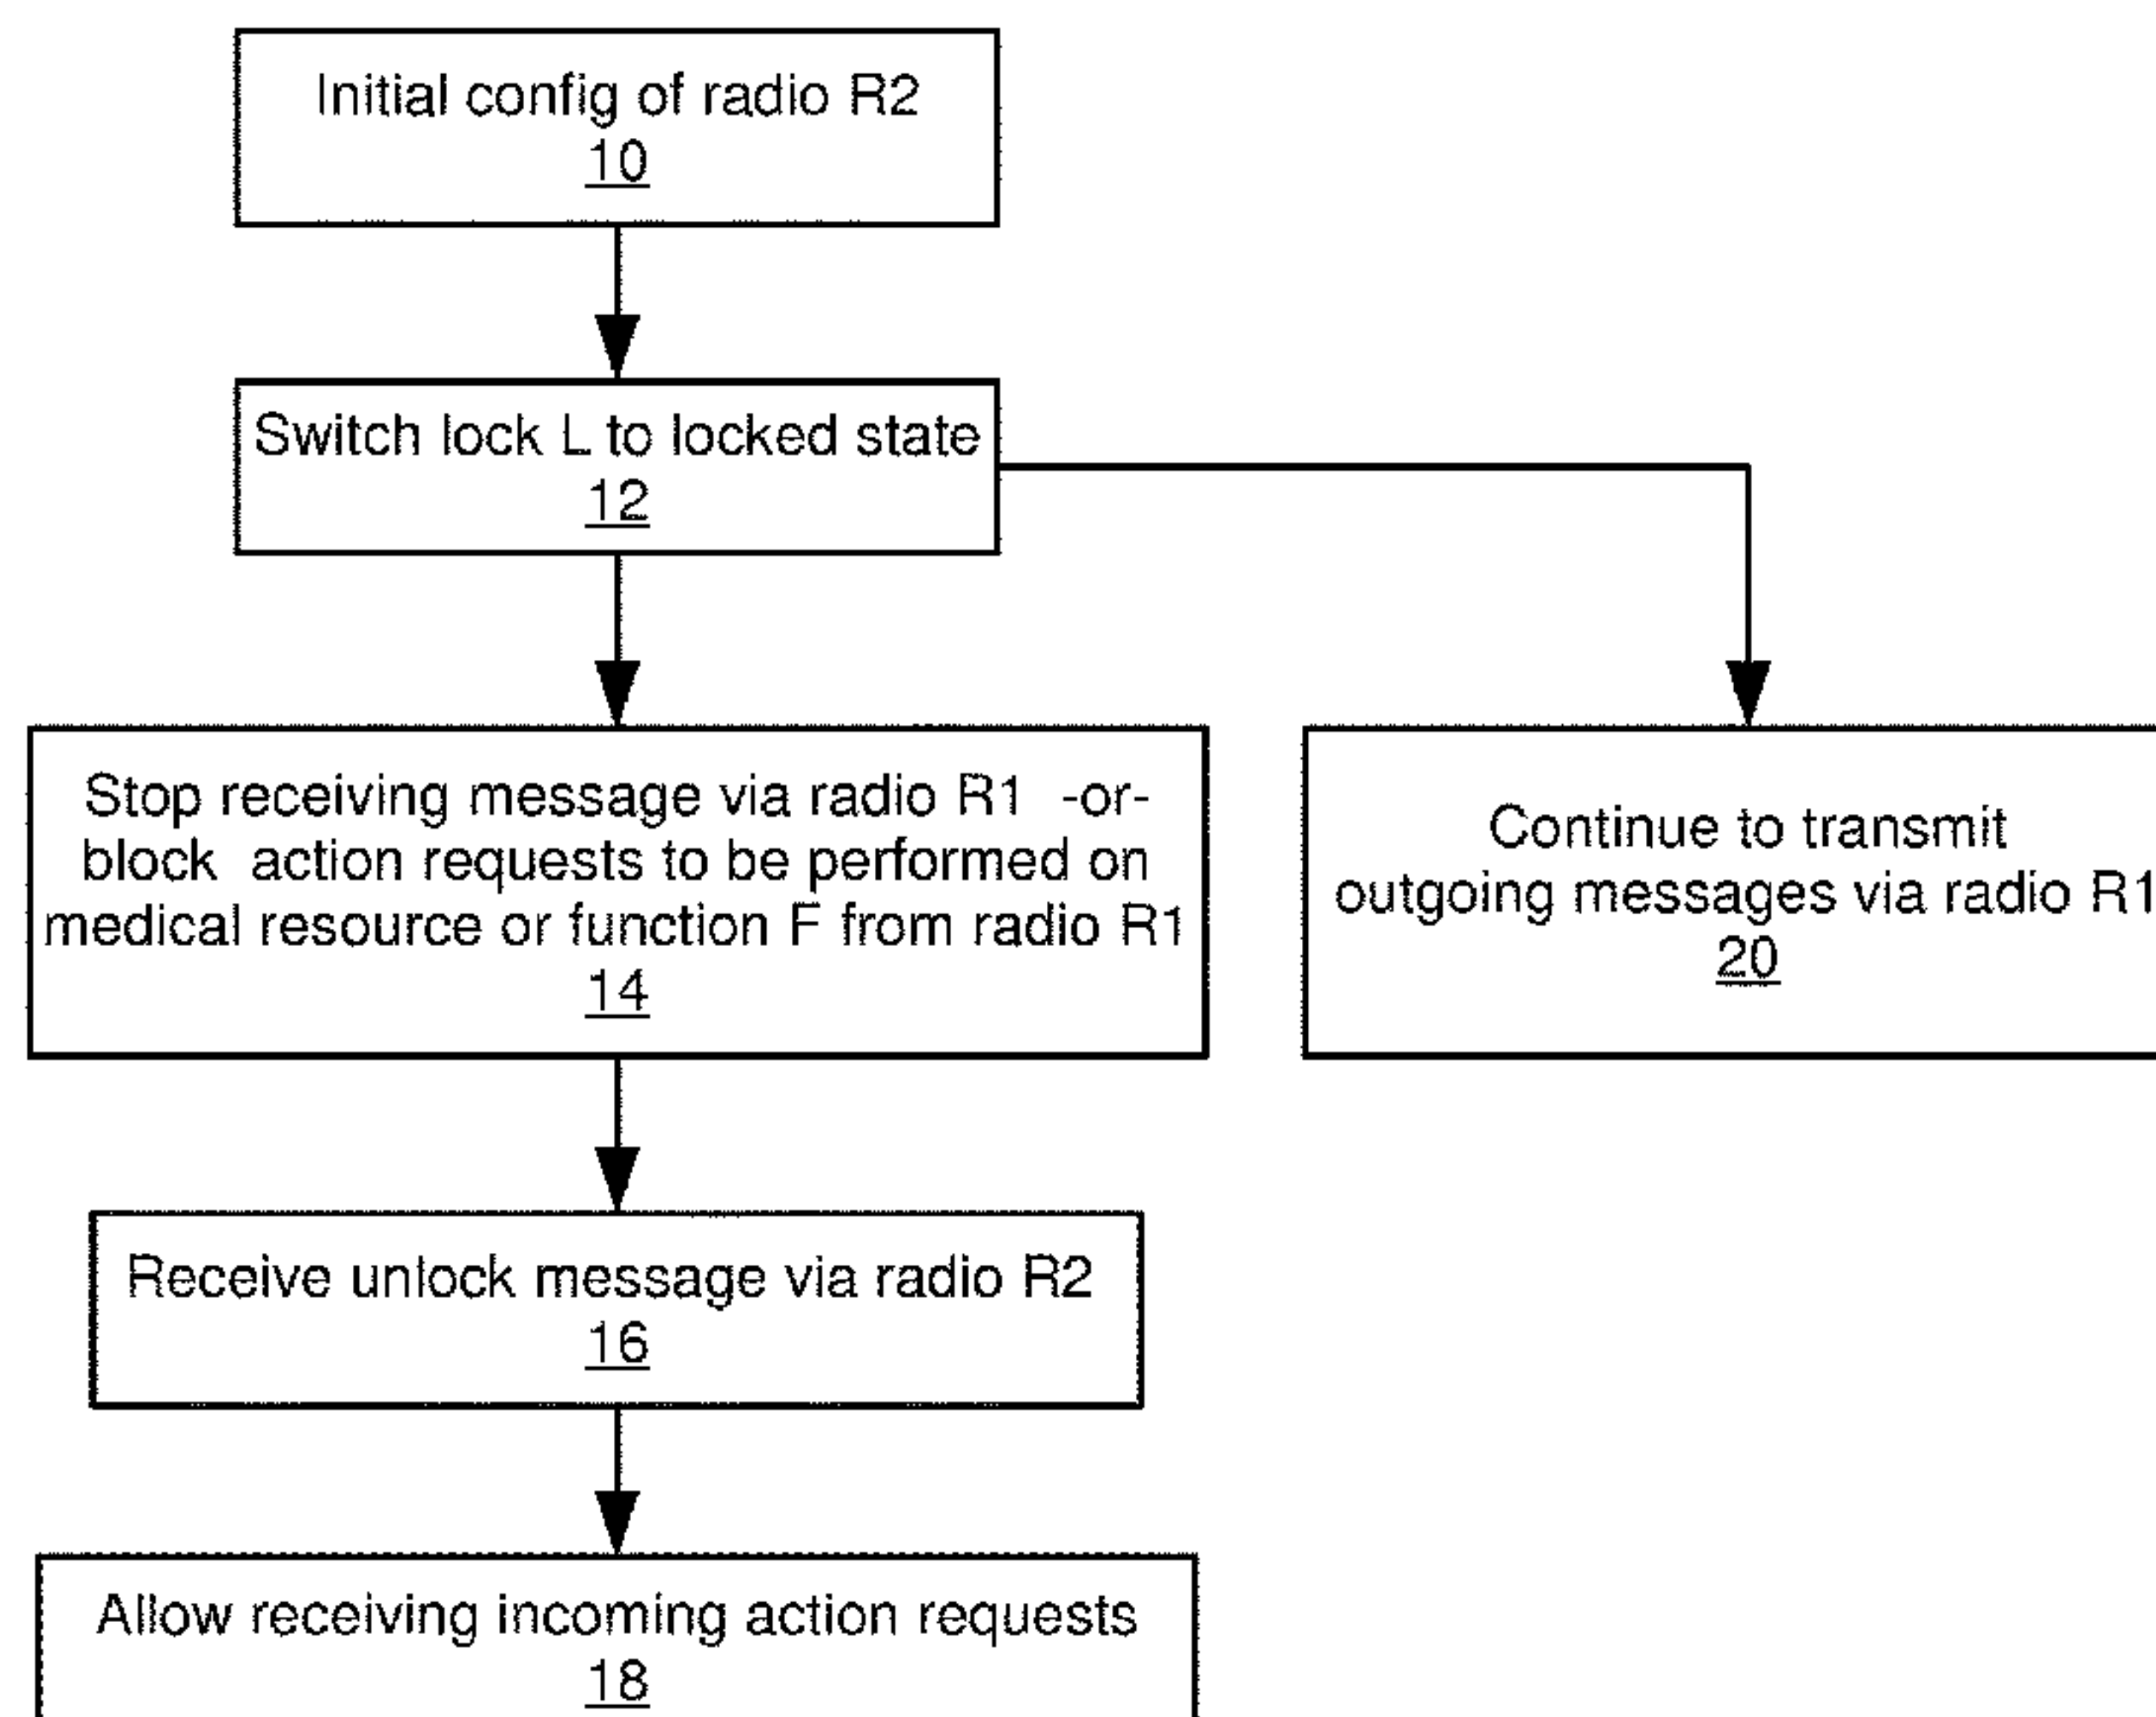 Initial config of radio R2
10
Switch lock L to locked state
12
Stop receiving message via radio R1 -or-
block action requests to be performed on
medical resource or function F from radio R1
14
Continue to transmit
outgoing messages via radio R1
20
Receive unlock message via radio R2
16
Allow receiving incoming action requests
18